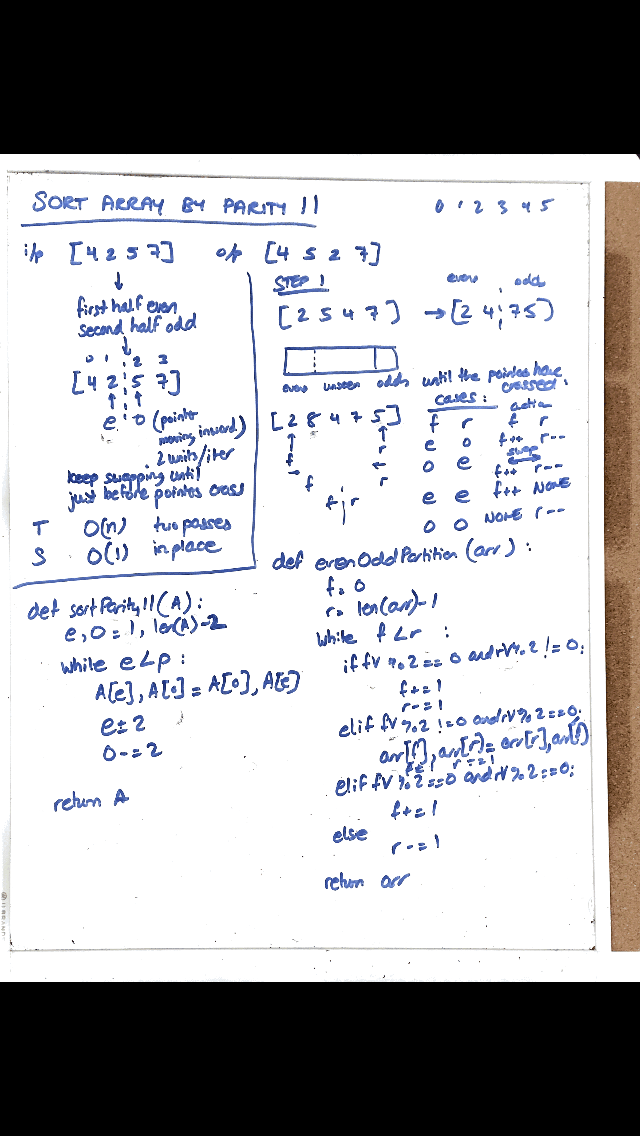 SORT ARRAY BY PARITY II
0 1 2 3 4 5
i/p [4 2 5 7] o/p [4 5 2 7]
first half even
second half odd
0 1 2 3
[4 2 5 7]
e o (pointer
moving inward)
2 units/iter
keep swapping until
just before pointes cross
T O(n) two passes
S O(1) in place
def sortParityII(A):
e, o = 1, len(A)-2
while e<p:
A[e], A[o] = A[o], A[e]
e±2
o-=2
return A
STEP 1
evens odd
[2 5 4 7] → [2 4 75]
evens unseen odds
until the pointes have
crossed.
[2 8 4 7 5]
f r
f r
f r
cases: action
f r f r
e o f++ r--
swap
o e f++ r--
e e f++ NONE
o o NONE r--
def evenOddPartition(arr):
f=0
r=len(arr)-1
while f<r:
if fV%2==0 and rV%2!=0:
f+=1
r-=1
elif fV%2!=0 and rV%2==0:
arr[f],arr[r]=arr[r],arr[f]
f+=1 r-=1
elif fV%2==0 and rV%2==0:
f+=1
else
r-=1
return arr